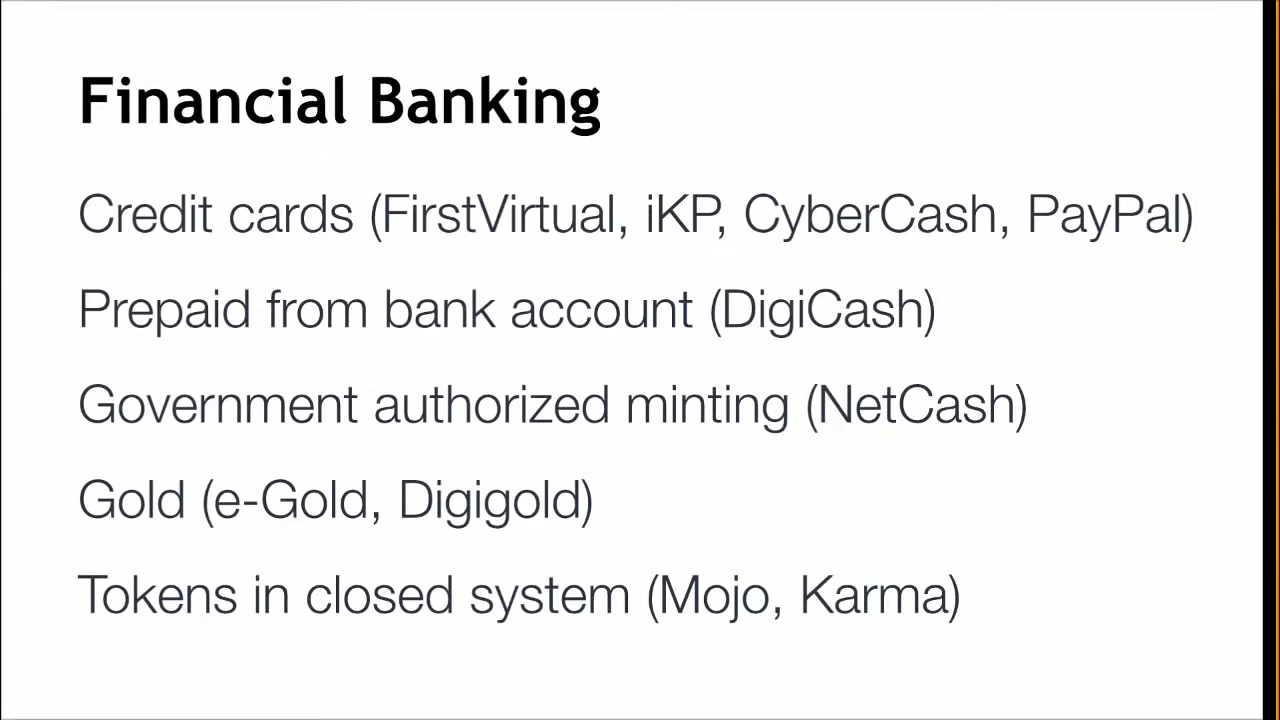 Financial Banking
Credit cards (FirstVirtual, iKP, CyberCash, PayPal)
Prepaid from bank account (DigiCash)
Government authorized minting (NetCash)
Gold (e-Gold, Digigold)
Tokens in closed system (Mojo, Karma)